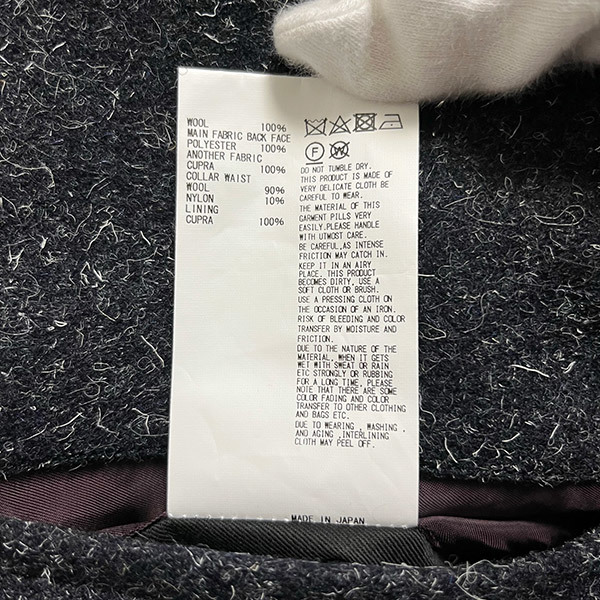 WOOL 100%
MAIN FABRIC BACK FACE
POLYESTER 100%
ANOTHER FABRIC
CUPRA 100%
COLLAR WAIST
WOOL 90%
NYLON 10%
LINING
CUPRA 100%
F W
DO NOT TUMBLE DRY.
THIS PRODUCT IS MADE OF
VERY DELICATE CLOTH BE
CAREFUL TO WEAR.
THE MATERIAL OF THIS
GARMENT PILLS VERY
EASILY.PLEASE HANDLE
WITH UTMOST CARE.
BE CAREFUL,AS INTENSE
FRICTION MAY CATCH IN.
KEEP IT IN AN AIRY
PLACE. THIS PRODUCT
BECOMES DIRTY, USE A
SOFT CLOTH OR BRUSH.
USE A PRESSING CLOTH ON
THE OCCASION OF AN IRON.
RISK OF BLEEDING AND COLOR
TRANSFER BY MOISTURE AND
FRICTION.
DUE TO THE NATURE OF THE
MATERIAL, WHEN IT GETS
WET WITH SWEAT OR RAIN
ETC STRONGLY OR RUBBING
FOR A LONG TIME, PLEASE
NOTE THAT THERE ARE SOME
COLOR FADING AND COLOR
TRANSFER TO OTHER CLOTHING
AND BAGS ETC.
DUE TO WEARING , WASHING ,
AND AGING ,INTERLINING
CLOTH MAY PEEL OFF.
MADE IN JAPAN